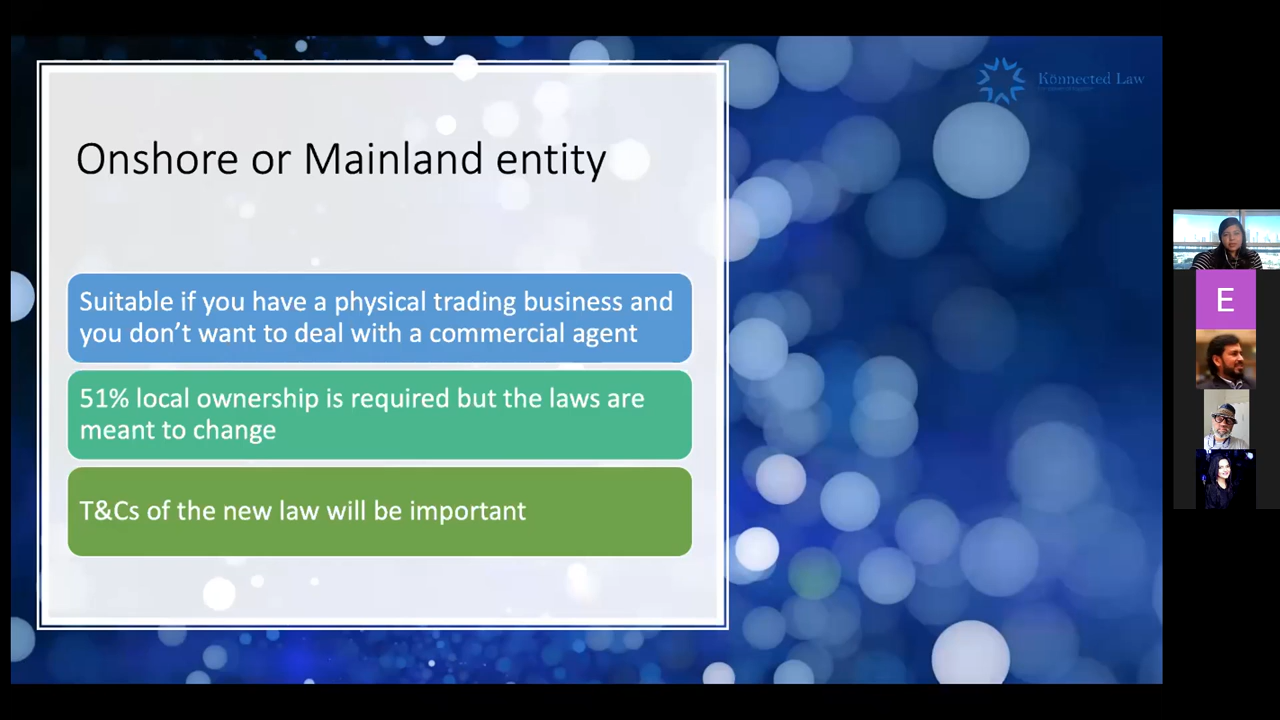 Onshore or Mainland entity
Suitable if you have a physical trading business and
you don’t want to deal with a commercial agent
51% local ownership is required but the laws are
meant to change
T&Cs of the new law will be important
Könnected Law
E